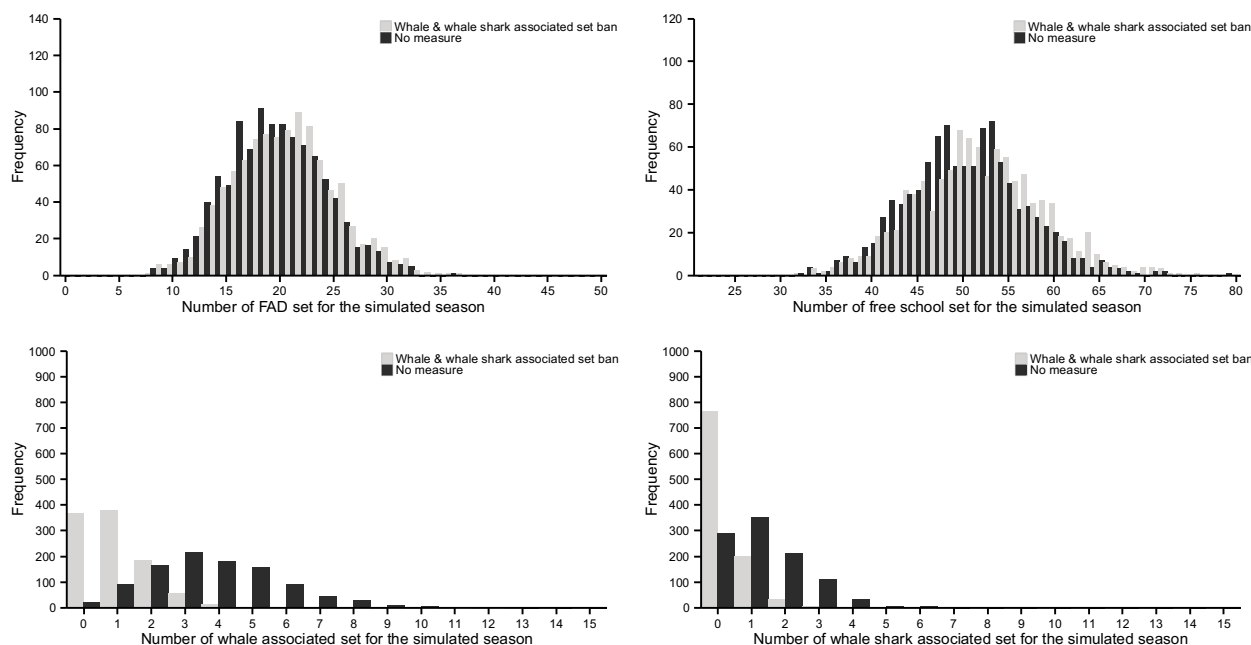 140
120
100
80
60
40
20
0
Frequency
0 5 10 15 20 25 30 35 40 45 50
Number of FAD set for the simulated season
Whale & whale shark associated set ban
No measure
120
100
80
60
40
20
0
Frequency
25 30 35 40 45 50 55 60 65 70 75 80
Number of free school set for the simulated season
Whale & whale shark associated set ban
No measure
1000
900
800
700
600
500
400
300
200
100
0
Frequency
0 1 2 3 4 5 6 7 8 9 10 11 12 13 14 15
Number of whale associated set for the simulated season
Whale & whale shark associated set ban
No measure
1000
900
800
700
600
500
400
300
200
100
0
Frequency
0 1 2 3 4 5 6 7 8 9 10 11 12 13 14 15
Number of whale shark associated set for the simulated season
Whale & whale shark associated set ban
No measure